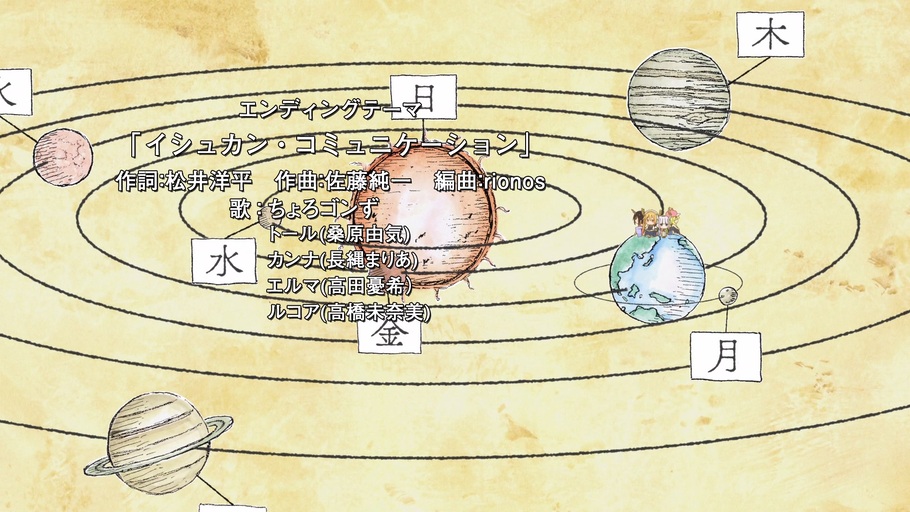 木
火
日
エンディングテーマ
「イシュカン・コミュニケーション」
作詞:松井洋平　作曲:佐藤純一　編曲:rionos
歌：ちょろゴンず
トール(桑原由気)
水
カンナ(長縄まりあ)
エルマ(高田憂希)
ルコア(高橋未奈美)
金
月